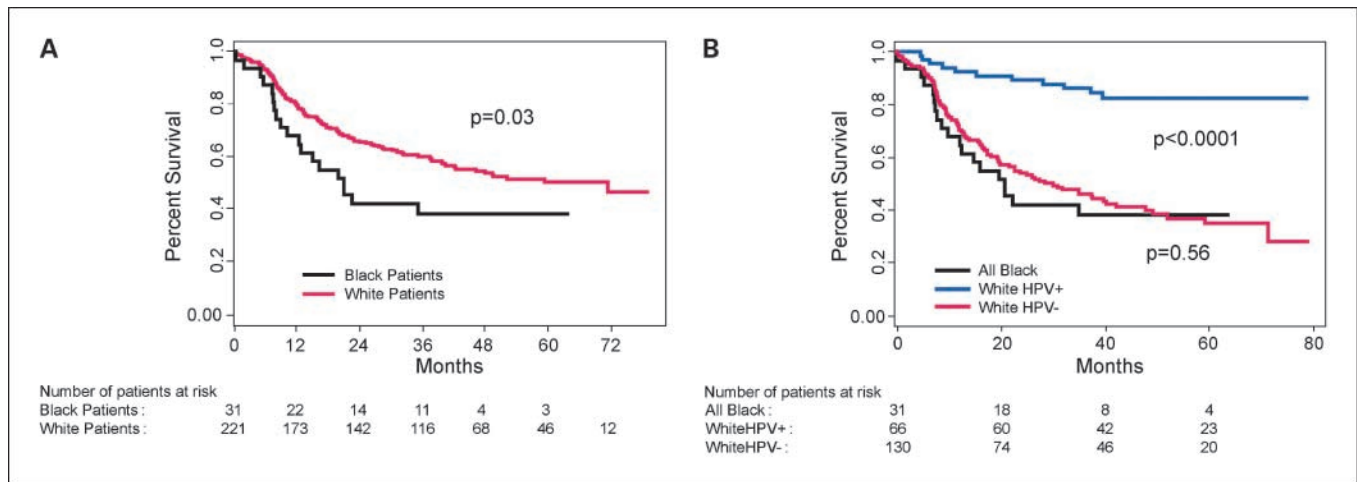 A
1.0
0.8
0.6
0.4
0.2
0.00
Percent Survival
p=0.03
Black Patients
White Patients
0 12 24 36 48 60 72
Months
Number of patients at risk
Black Patients : 31 22 14 11 4 3
White Patients : 221 173 142 116 68 46 12
B
1.0
0.8
0.6
0.4
0.2
0.00
Percent Survival
p<0.0001
p=0.56
All Black
White HPV+
White HPV-
0 20 40 60 80
Months
Number of patients at risk
All Black : 31 18 8 4
WhiteHPV+ : 66 60 42 23
WhiteHPV- : 130 74 46 20